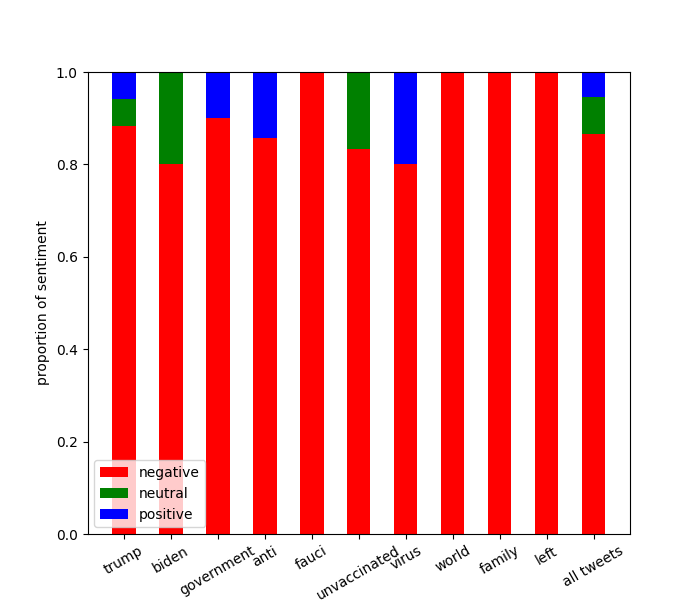 1.0
0.8
0.6
0.4
0.2
0.0
proportion of sentiment
negative
neutral
positive
trump
biden
government
anti
fauci
unvaccinated
virus
world
family
left
all tweets